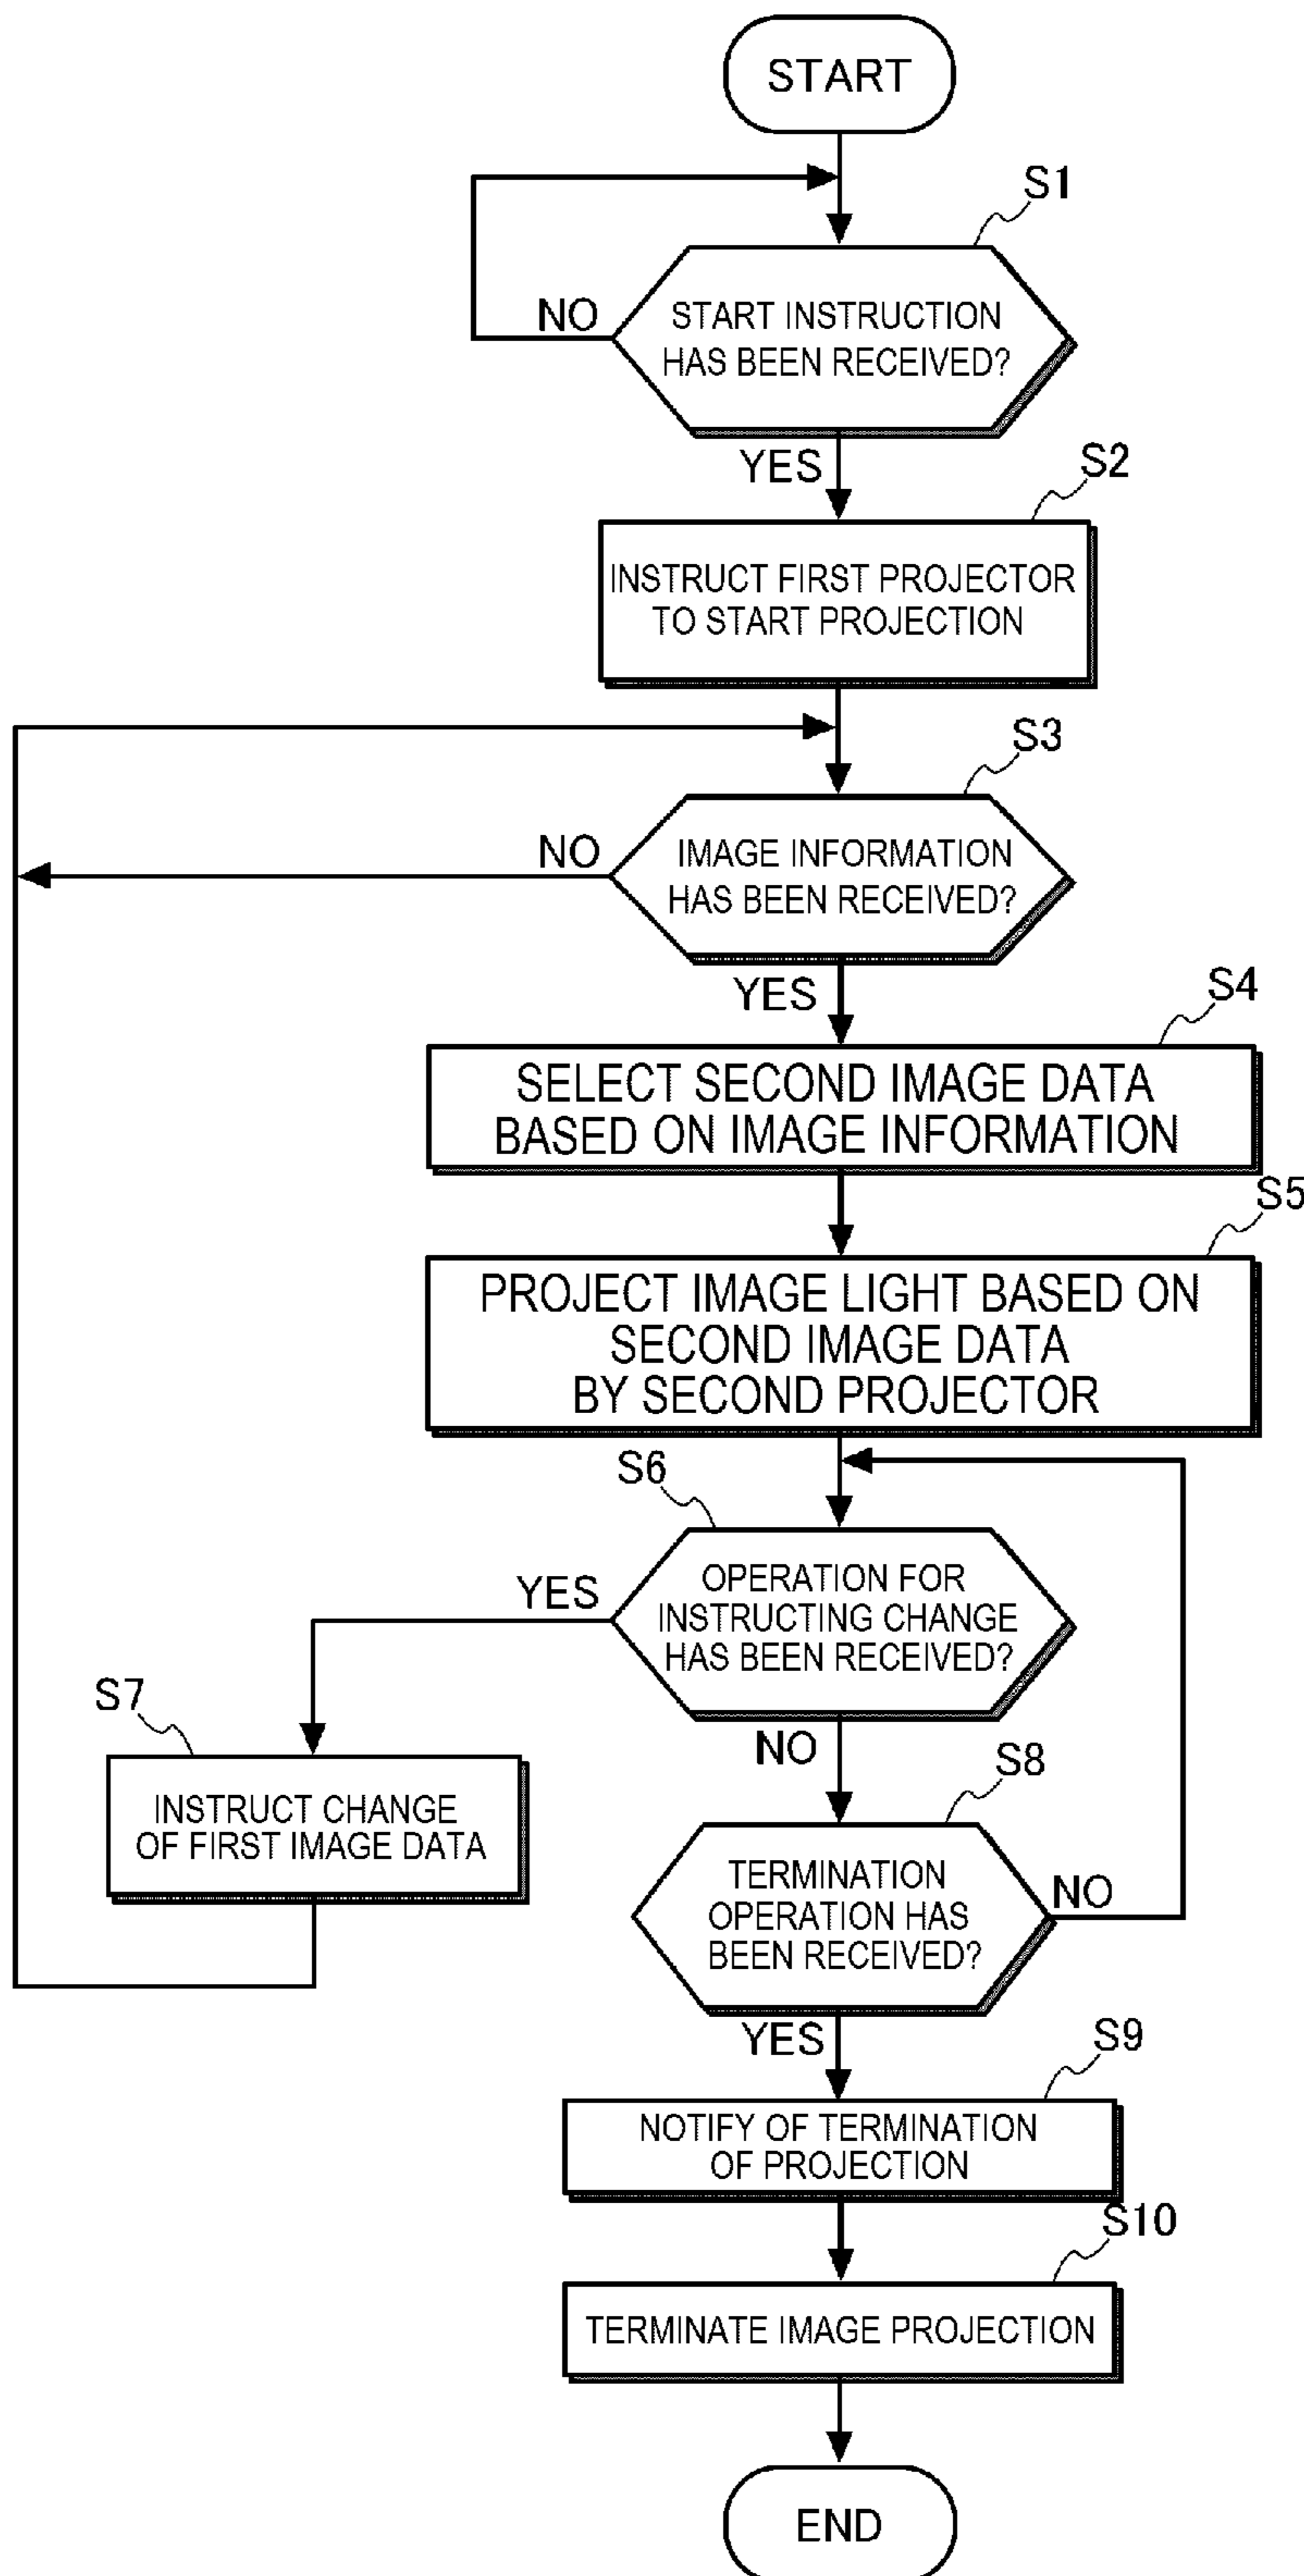 START
S1
NO
START INSTRUCTION
HAS BEEN RECEIVED?
YES
S2
INSTRUCT FIRST PROJECTOR
TO START PROJECTION
S3
NO
IMAGE INFORMATION
HAS BEEN RECEIVED?
YES
S4
SELECT SECOND IMAGE DATA
BASED ON IMAGE INFORMATION
S5
PROJECT IMAGE LIGHT BASED ON
SECOND IMAGE DATA
BY SECOND PROJECTOR
S6
YES
OPERATION FOR
INSTRUCTING CHANGE
HAS BEEN RECEIVED?
S7
INSTRUCT CHANGE
OF FIRST IMAGE DATA
NO
S8
TERMINATION
OPERATION HAS
BEEN RECEIVED?
NO
YES
S9
NOTIFY OF TERMINATION
OF PROJECTION
S10
TERMINATE IMAGE PROJECTION
END